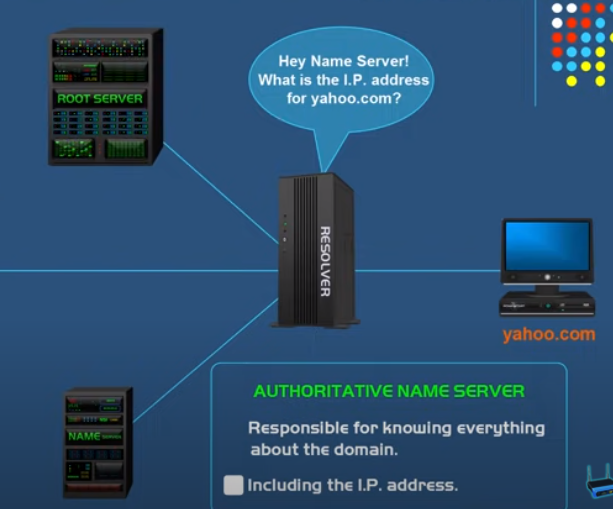 Hey Name Server!
What is the I.P. address
for yahoo.com?
ROOT SERVER
RESOLVER
yahoo.com
NAME SERVER
AUTHORITATIVE NAME SERVER
Responsible for knowing everything
about the domain.
Including the I.P. address.